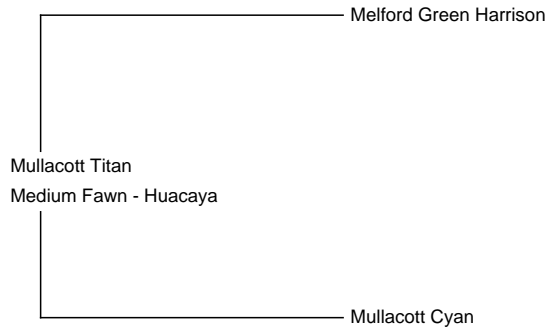 Melford Green Harrison
Mullacott Titan
Medium Fawn - Huacaya
Mullacott Cyan